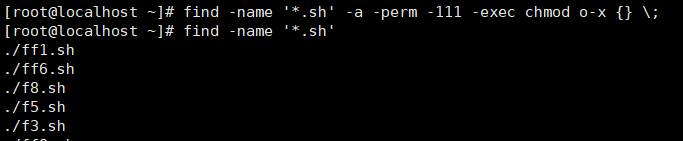 [root@localhost ~]# find -name '*.sh' -a -perm -111 -exec chmod o-x {} \;
[root@localhost ~]# find -name '*.sh'
./ff1.sh
./ff6.sh
./f8.sh
./f5.sh
./f3.sh